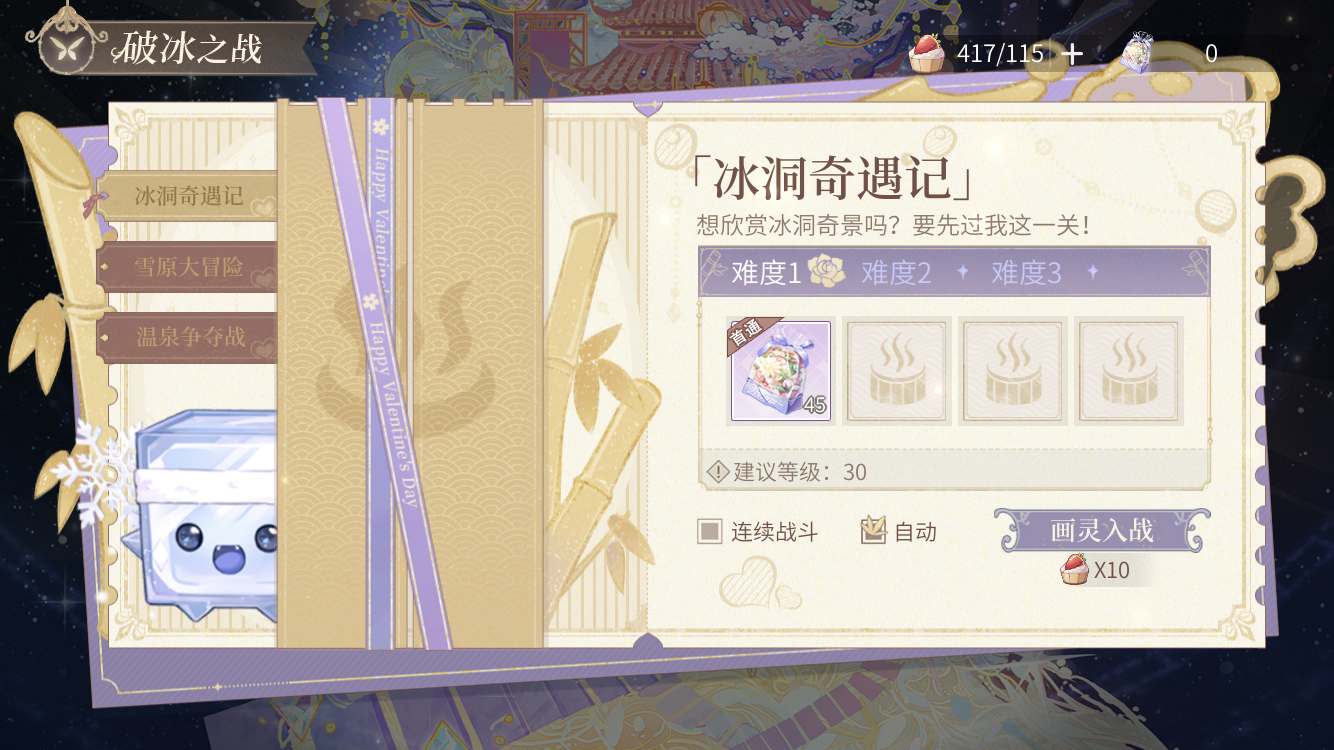 破冰之战
417/115
0
冰洞奇遇记
雪原大冒险
温泉争夺战
Happy Valentine's
Happy Valentine's Day
「冰洞奇遇记」
想欣赏冰洞奇景吗？要先过我这一关！
难度1 难度2 难度3
首通
45
建议等级：30
连续战斗 自动 画灵入战
X10